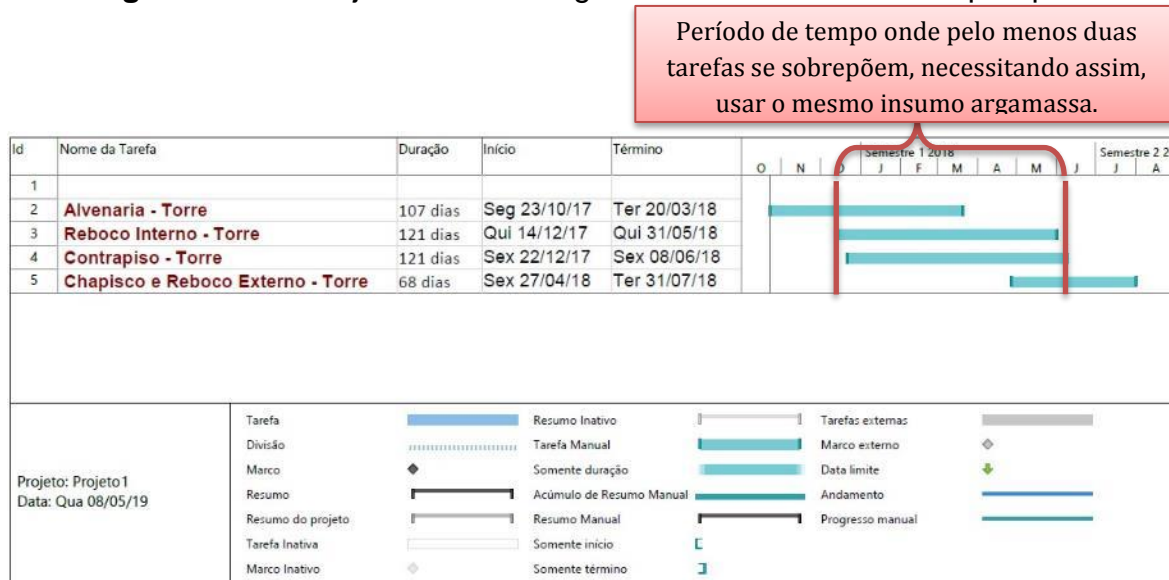 Período de tempo onde pelo menos duas
tarefas se sobrepõem, necessitando assim,
usar o mesmo insumo argamassa.
Id Nome da Tarefa Duração Início Término Semestre 1 2018 Semestre 2 2
O N D J F M A M J J A
1
2 Alvenaria - Torre 107 dias Seg 23/10/17 Ter 20/03/18
3 Reboco Interno - Torre 121 dias Qui 14/12/17 Qui 31/05/18
4 Contrapiso - Torre 121 dias Sex 22/12/17 Sex 08/06/18
5 Chapisco e Reboco Externo - Torre 68 dias Sex 27/04/18 Ter 31/07/18
Projeto: Projeto1
Data: Qua 08/05/19
Tarefa Resumo Inativo Tarefas externas
Divisão Tarefa Manual Marco externo
Marco Somente duração Data limite
Resumo Acúmulo de Resumo Manual Andamento
Resumo do projeto Resumo Manual Progresso manual
Tarefa Inativa Somente início
Marco Inativo Somente término